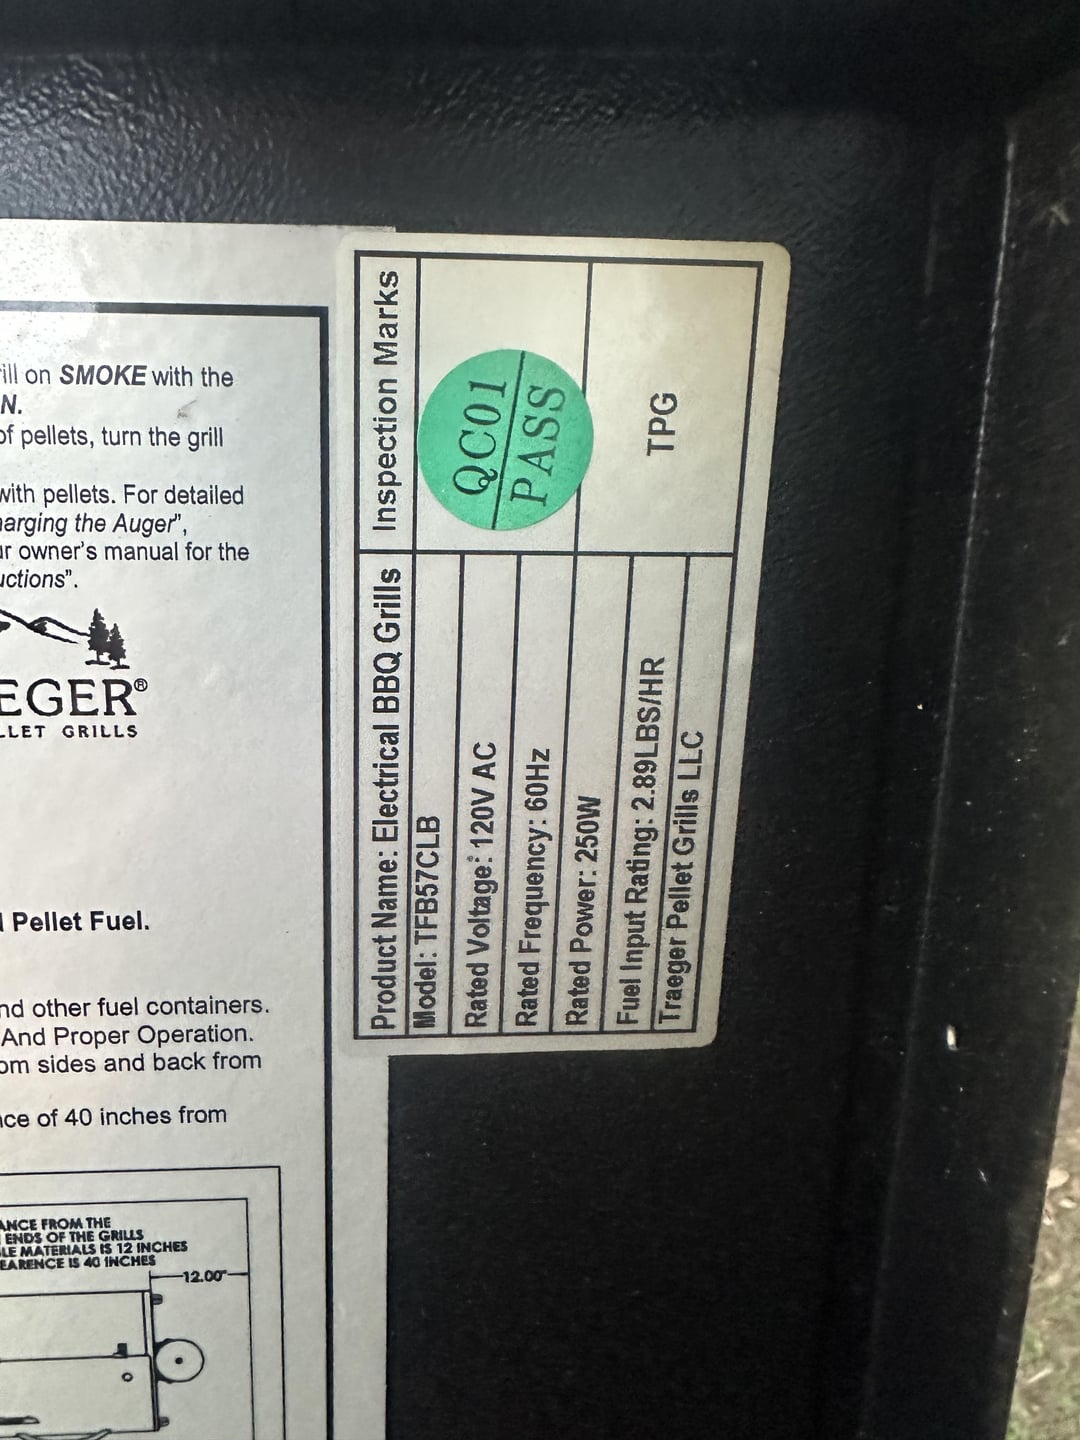 ill on SMOKE with the
N.
of pellets, turn the grill
with pellets. For detailed
arging the Auger",
ur owner's manual for the
uctions".
EGER®
LLET GRILLS
Pellet Fuel.
nd other fuel containers.
And Proper Operation.
om sides and back from
nce of 40 inches from
ANCE FROM THE
ENDS OF THE GRILLS
LE MATERIALS IS 12 INCHES
EARENCE IS 40 INCHES
12.00"
Product Name: Electrical BBQ Grills
Inspection Marks
Model: TFB57CLB
Rated Voltage: 120V AC
Rated Frequency: 60Hz
Rated Power: 250W
Fuel Input Rating: 2.89LBS/HR
Traeger Pellet Grills LLC
QC01
PASS
TPG